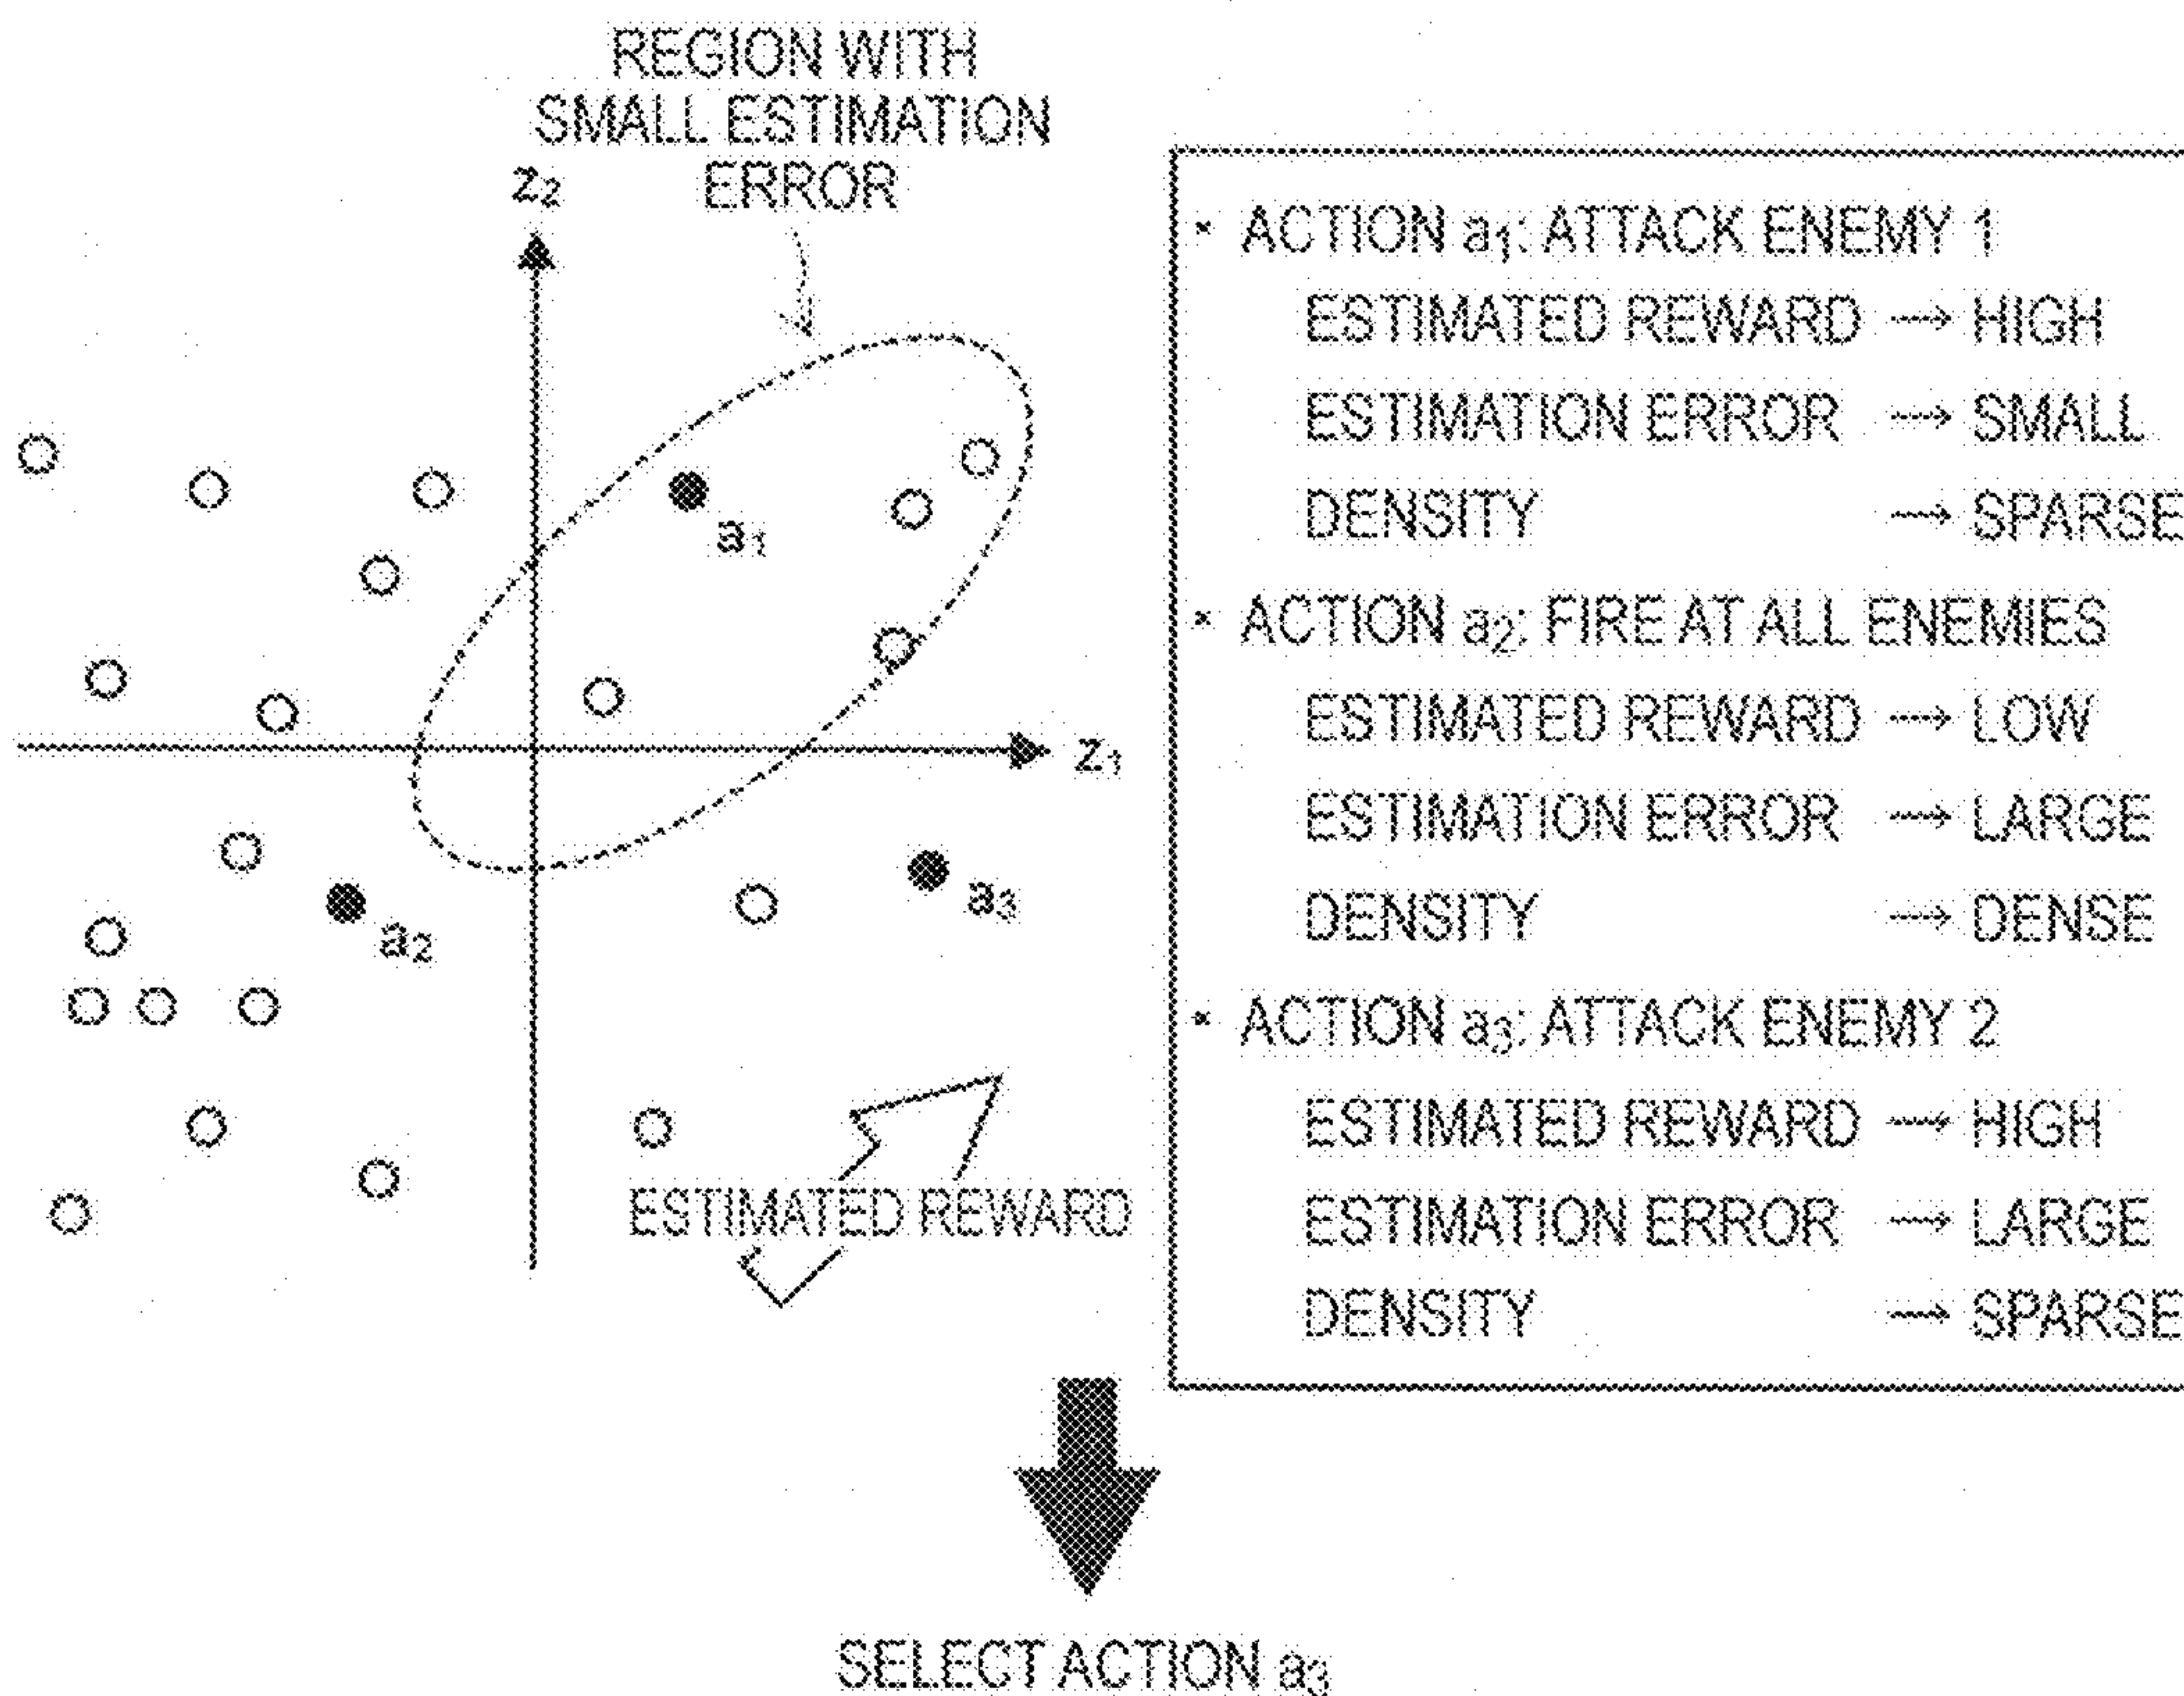 REGION WITH
SMALL ESTIMATION
ERROR
z₂
a₁
z₁
a₂
a₃
ESTIMATED REWARD
• ACTION a₁: ATTACK ENEMY 1
ESTIMATED REWARD → HIGH
ESTIMATION ERROR → SMALL
DENSITY → SPARSE
• ACTION a₂: FIRE AT ALL ENEMIES
ESTIMATED REWARD → LOW
ESTIMATION ERROR → LARGE
DENSITY → DENSE
• ACTION a₃: ATTACK ENEMY 2
ESTIMATED REWARD → HIGH
ESTIMATION ERROR → LARGE
DENSITY → SPARSE
SELECT ACTION a₃